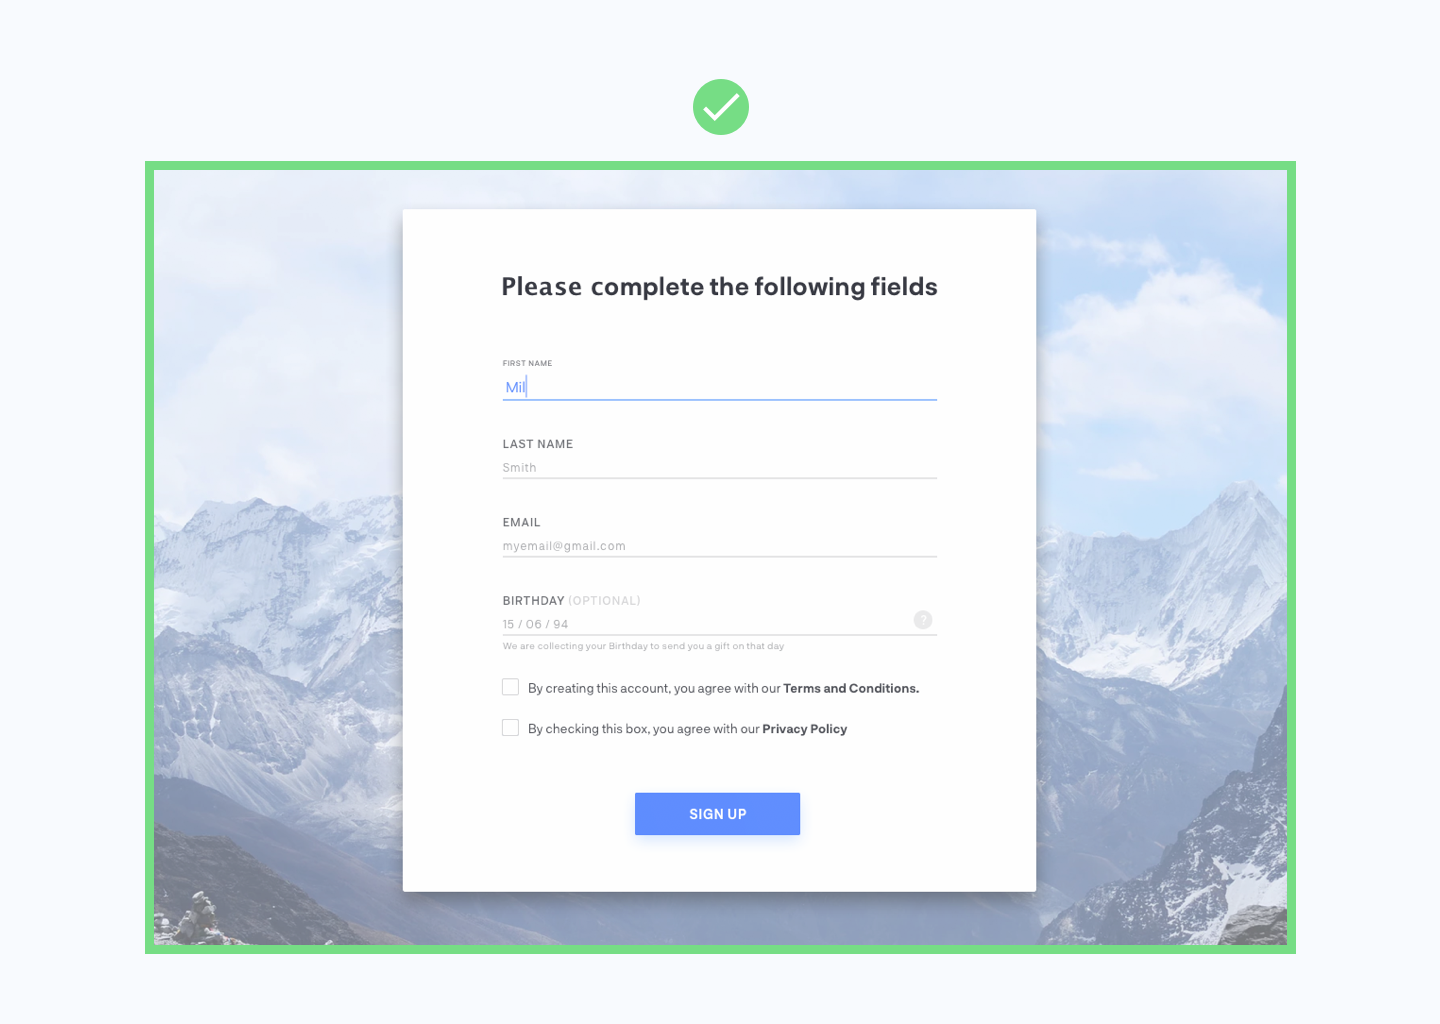 Please complete the following fields
FIRST NAME
Mil
LAST NAME
Smith
EMAIL
myemail@gmail.com
BIRTHDAY (OPTIONAL)
15 / 06 / 94
?
We are collecting your Birthday to send you a gift on that day
By creating this account, you agree with our Terms and Conditions.
By checking this box, you agree with our Privacy Policy
SIGN UP